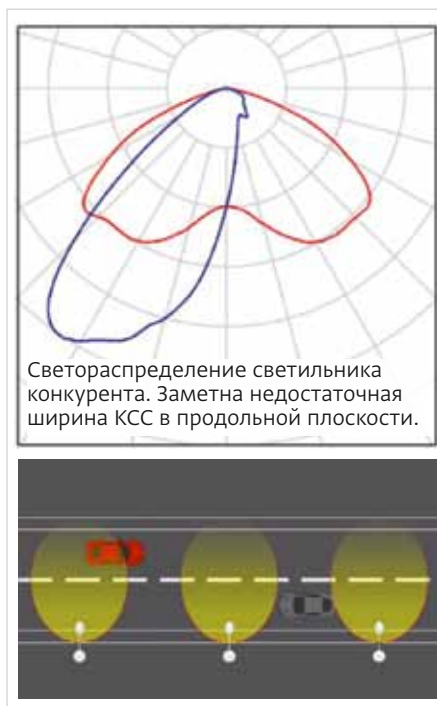 Светораспределение светильника
конкурента. Заметна недостаточная
ширина КСС в продольной плоскости.